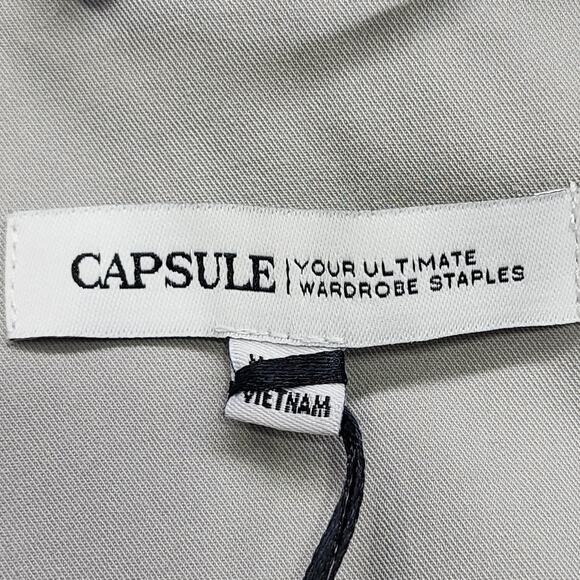 CAPSULE
YOUR ULTIMATE
WARDROBE STAPLES
VIETNAM